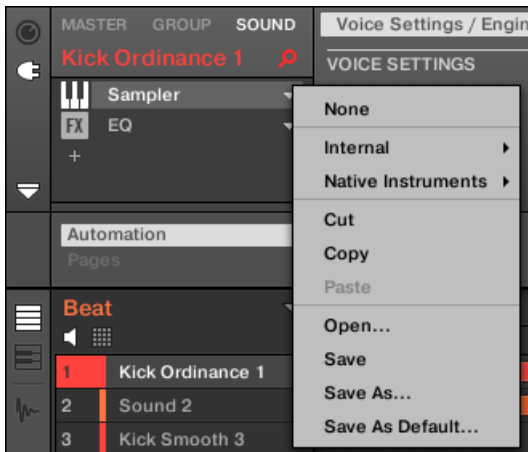 MASTER GROUP SOUND
Kick Ordinance 1
Voice Settings / Engin
VOICE SETTINGS
Sampler
FX EQ
+
Automation
Pages
Beat
1 Kick Ordinance 1
2 Sound 2
3 Kick Smooth 3
None
Internal
Native Instruments
Cut
Copy
Paste
Open...
Save
Save As...
Save As Default...